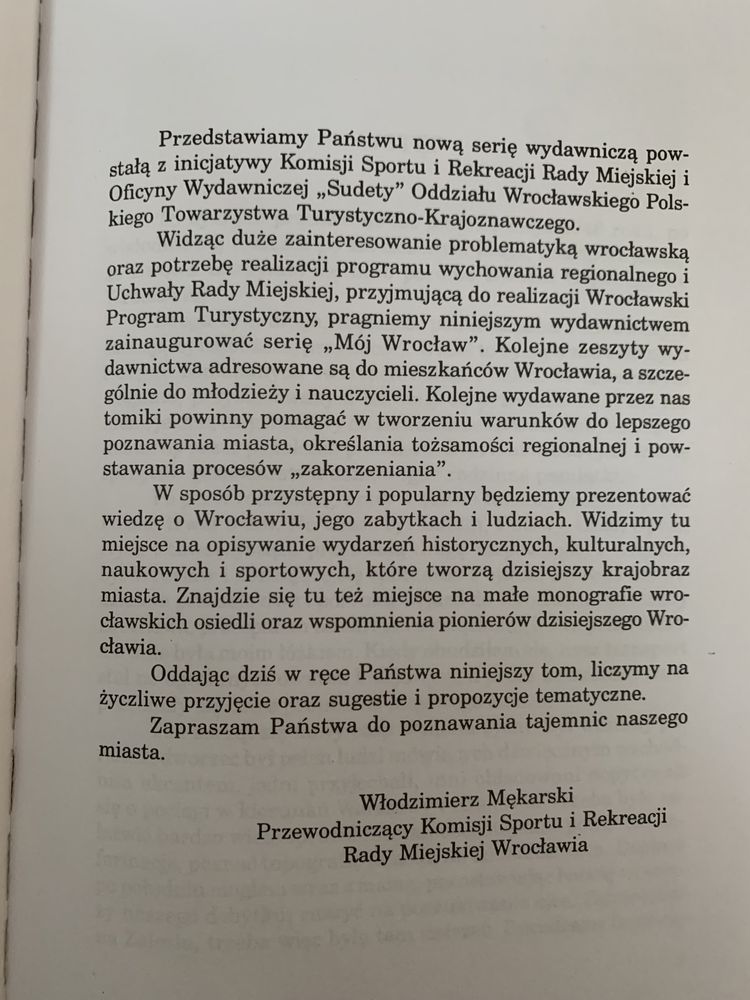 Przedstawiamy Państwu nową serię wydawniczą pow-
stałą z inicjatywy Komisji Sportu i Rekreacji Rady Miejskiej i
Oficyny Wydawniczej „Sudety” Oddziału Wrocławskiego Pols-
kiego Towarzystwa Turystyczno-Krajoznawczego.
Widząc duże zainteresowanie problematyką wrocławską
oraz potrzebę realizacji programu wychowania regionalnego i
Uchwały Rady Miejskiej, przyjmującą do realizacji Wrocławski
Program Turystyczny, pragniemy niniejszym wydawnictwem
zainaugurować serię „Mój Wrocław”. Kolejne zeszyty wy-
dawnictwa adresowane są do mieszkańców Wrocławia, a szcze-
gólnie do młodzieży i nauczycieli. Kolejne wydawane przez nas
tomiki powinny pomagać w tworzeniu warunków do lepszego
poznawania miasta, określania tożsamości regionalnej i pow-
stawania procesów „zakorzeniania”.
W sposób przystępny i popularny będziemy prezentować
wiedzę o Wrocławiu, jego zabytkach i ludziach. Widzimy tu
miejsce na opisywanie wydarzeń historycznych, kulturalnych,
naukowych i sportowych, które tworzą dzisiejszy krajobraz
miasta. Znajdzie się tu też miejsce na małe monografie wro-
cławskich osiedli oraz wspomnienia pionierów dzisiejszego Wro-
cławia.
Oddając dziś w ręce Państwa niniejszy tom, liczymy na
życzliwe przyjęcie oraz sugestie i propozycje tematyczne.
Zapraszam Państwa do poznawania tajemnic naszego
miasta.
Włodzimierz Mękarski
Przewodniczący Komisji Sportu i Rekreacji
Rady Miejskiej Wrocławia